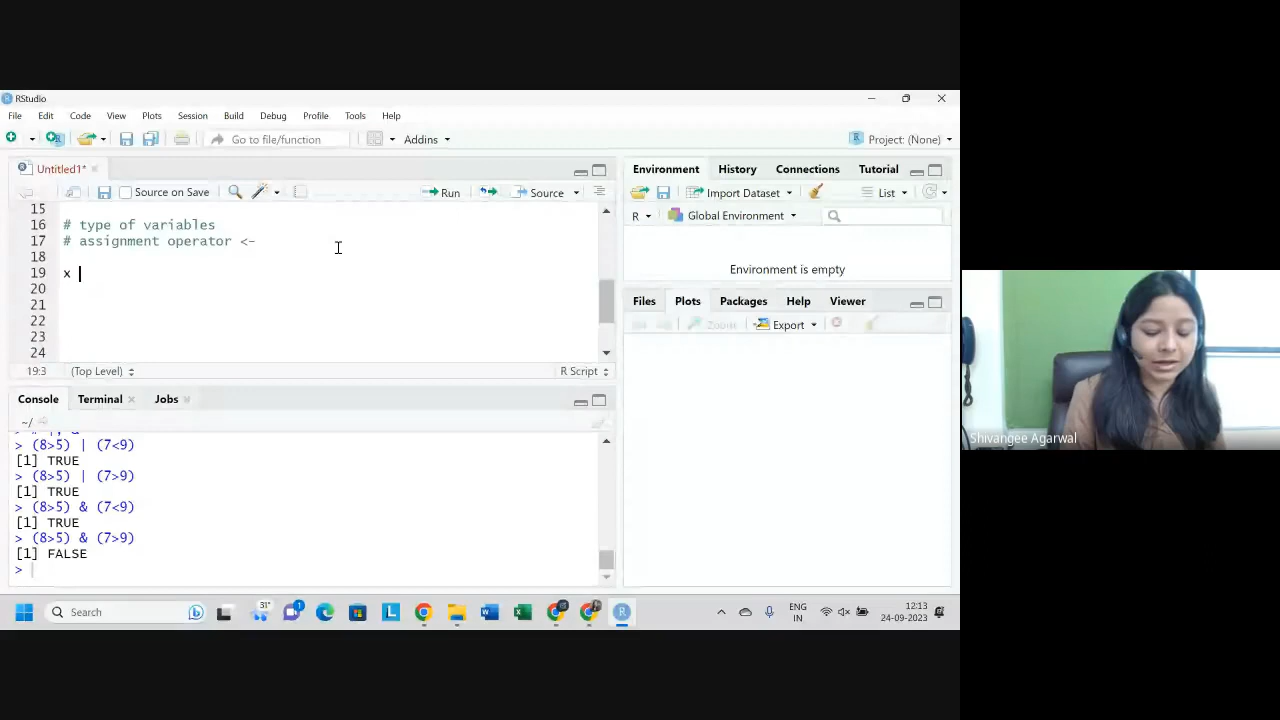 RStudio
File Edit Code View Plots Session Build Debug Profile Tools Help
Go to file/function Addins Project: (None)
Untitled1*
Source on Save Run Source
15
16 # type of variables
17 # assignment operator <-
18
19 x
20
21
22
23
24
19:3 (Top Level) R Script
Console Terminal Jobs
~/
> (8>5) | (7<9)
[1] TRUE
> (8>5) | (7>9)
[1] TRUE
> (8>5) & (7<9)
[1] TRUE
> (8>5) & (7>9)
[1] FALSE
>
Environment History Connections Tutorial
Import Dataset List
R Global Environment
Environment is empty
Files Plots Packages Help Viewer
Zoom Export
Shivangee Agarwal
Search 31° 1 ENG IN 12:13 24-09-2023